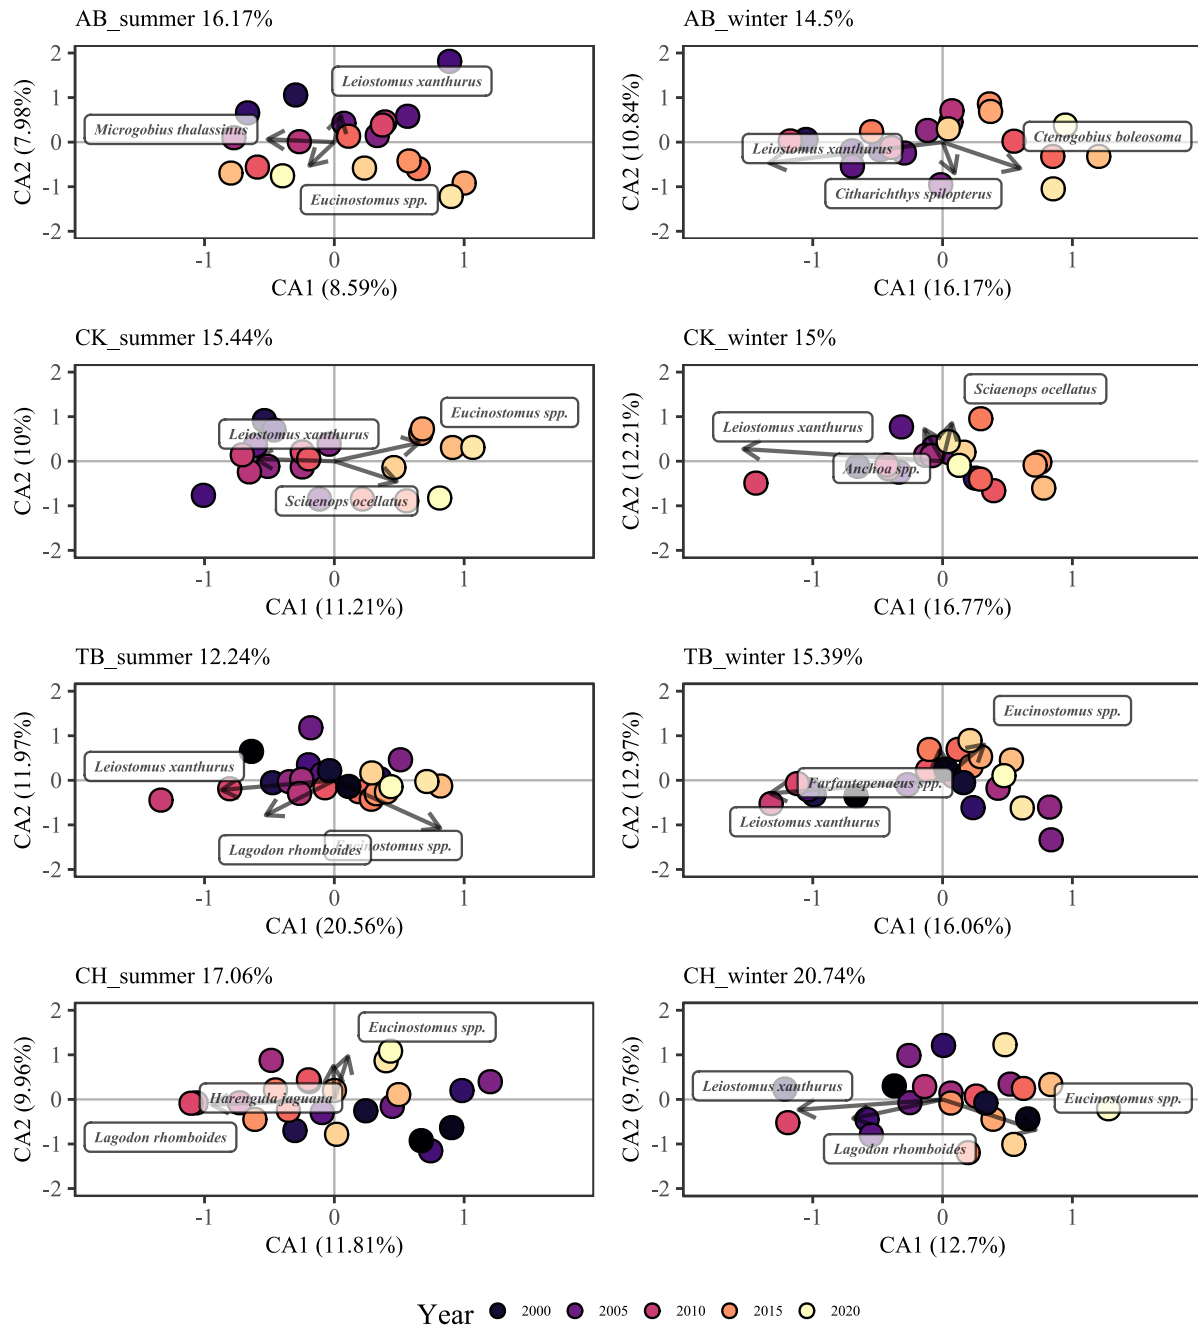 AB_summer 16.17%
2
1
0
-1
-2
CA2 (7.98%)
Leiostomus xanthurus
Microgobius thalassinus
Eucinostomus spp.
-1
0
1
CA1 (8.59%)
AB_winter 14.5%
2
1
0
-1
-2
CA2 (10.84%)
Ctenogobius boleosoma
Leiostomus xanthurus
Citharichthys spilopterus
-1
0
1
CA1 (16.17%)
CK_summer 15.44%
2
1
0
-1
-2
CA2 (10%)
Eucinostomus spp.
Leiostomus xanthurus
Sciaenops ocellatus
-1
0
1
CA1 (11.21%)
CK_winter 15%
2
1
0
-1
-2
CA2 (12.21%)
Sciaenops ocellatus
Leiostomus xanthurus
Anchoa spp.
-1
0
1
CA1 (16.77%)
TB_summer 12.24%
2
1
0
-1
-2
CA2 (11.97%)
Leiostomus xanthurus
Lagodon rhomboides
Eucinostomus spp.
-1
0
1
CA1 (20.56%)
TB_winter 15.39%
2
1
0
-1
-2
CA2 (12.97%)
Eucinostomus spp.
Farfantepenaeus spp.
Leiostomus xanthurus
-1
0
1
CA1 (16.06%)
CH_summer 17.06%
2
1
0
-1
-2
CA2 (9.96%)
Eucinostomus spp.
Harengula jaguana
Lagodon rhomboides
-1
0
1
CA1 (11.81%)
CH_winter 20.74%
2
1
0
-1
-2
CA2 (9.76%)
Leiostomus xanthurus
Eucinostomus spp.
Lagodon rhomboides
-1
0
1
CA1 (12.7%)
Year 2000 2005 2010 2015 2020